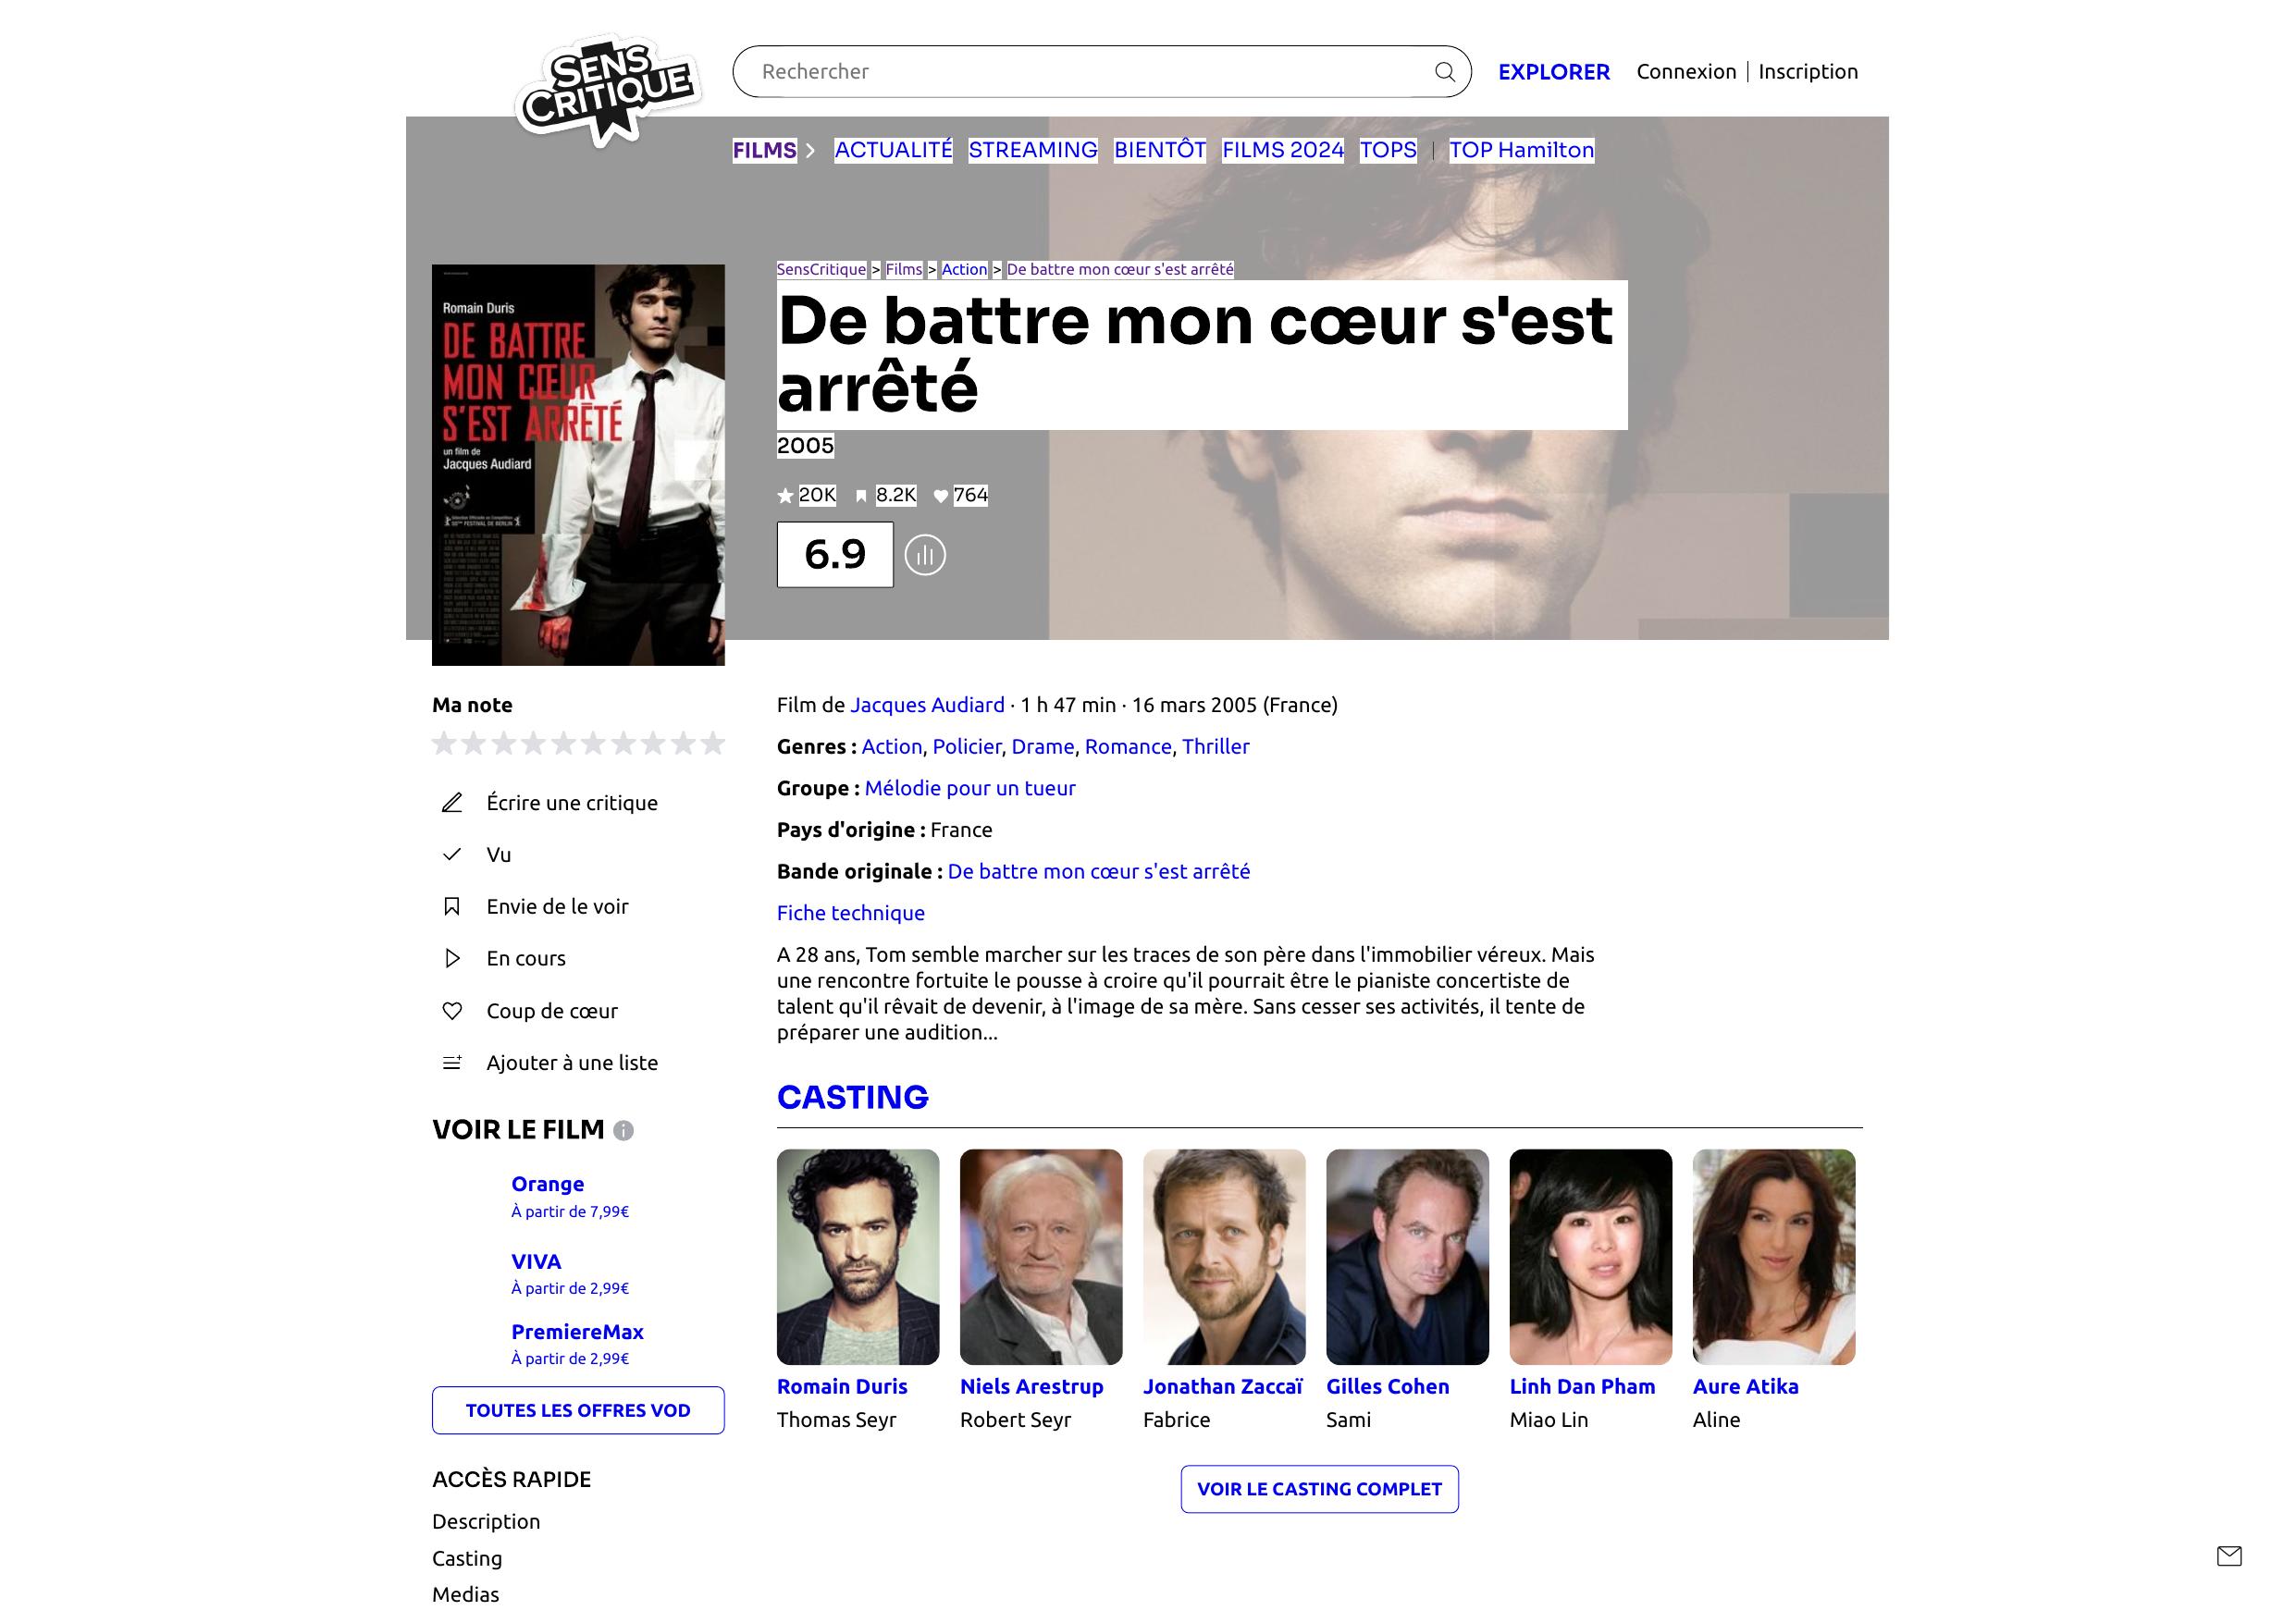 SENS
CRITIQUE
Rechercher
EXPLORER
Connexion | Inscription
FILMS
ACTUALITÉ
STREAMING
BIENTÔT
FILMS 2024
TOPS
|
TOP Hamilton
SensCritique > Films > Action > De battre mon cœur s'est arrêté
De battre mon cœur s'est
arrêté
2005
20K
8.2K
764
6.9
Romain Duris
DE BATTRE
MON CŒUR
S'EST ARRÊTÉ
un film de
Jacques Audiard
Ma note
Écrire une critique
Vu
Envie de le voir
En cours
Coup de cœur
Ajouter à une liste
VOIR LE FILM
Orange
À partir de 7,99€
VIVA
À partir de 2,99€
PremiereMax
À partir de 2,99€
TOUTES LES OFFRES VOD
ACCÈS RAPIDE
Description
Casting
Medias
Film de Jacques Audiard · 1 h 47 min · 16 mars 2005 (France)
Genres : Action, Policier, Drame, Romance, Thriller
Groupe : Mélodie pour un tueur
Pays d'origine : France
Bande originale : De battre mon cœur s'est arrêté
Fiche technique
A 28 ans, Tom semble marcher sur les traces de son père dans l'immobilier véreux. Mais
une rencontre fortuite le pousse à croire qu'il pourrait être le pianiste concertiste de
talent qu'il rêvait de devenir, à l'image de sa mère. Sans cesser ses activités, il tente de
préparer une audition...
CASTING
Romain Duris
Thomas Seyr
Niels Arestrup
Robert Seyr
Jonathan Zaccaï
Fabrice
Gilles Cohen
Sami
Linh Dan Pham
Miao Lin
Aure Atika
Aline
VOIR LE CASTING COMPLET